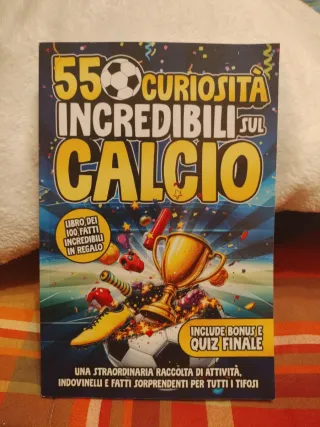 550 CURIOSITÀ
INCREDIBILI SUL
CALCIO
LIBRO DEI
100 FATTI
INCREDIBILI
IN REGALO
INCLUDE BONUS E
QUIZ FINALE
UNA STRAORDINARIA RACCOLTA DI ATTIVITÀ,
INDOVINELLI E FATTI SORPRENDENTI PER TUTTI I TIFOSI